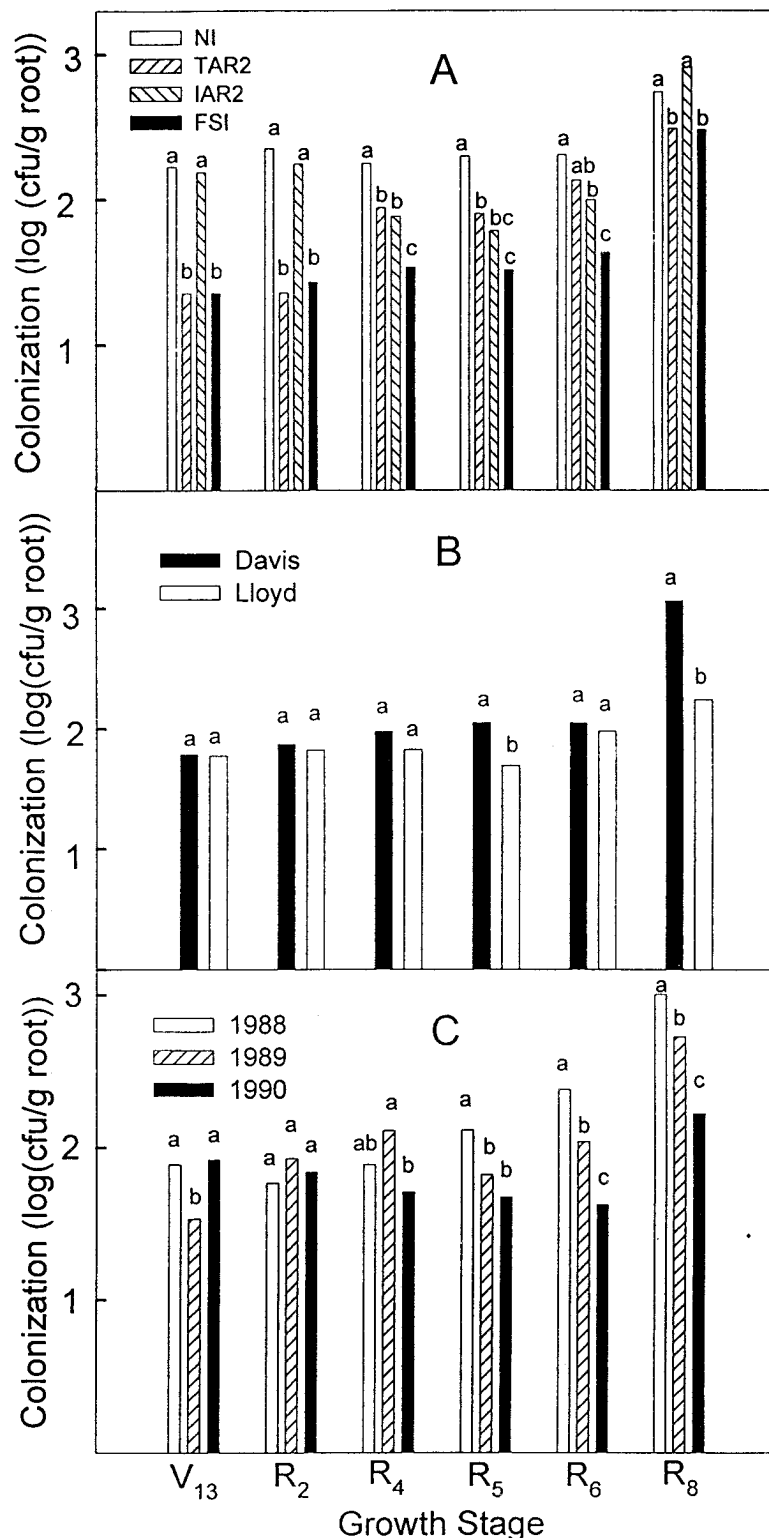 NI
TAR2
IAR2
FSI
A
Colonization (log (cfu/g root))
3
2
1
a b a b
a b a b
a b b c
a b bc c
a ab b c
a b a b
Davis
Lloyd
B
Colonization (log(cfu/g root))
3
2
1
a a
a a
a a
a b
a a
a b
1988
1989
1990
C
Colonization (log(cfu/g root))
3
2
1
a b a
a a a
ab a b
a b b
a b c
a b c
V13 R2 R4 R5 R6 R8
Growth Stage